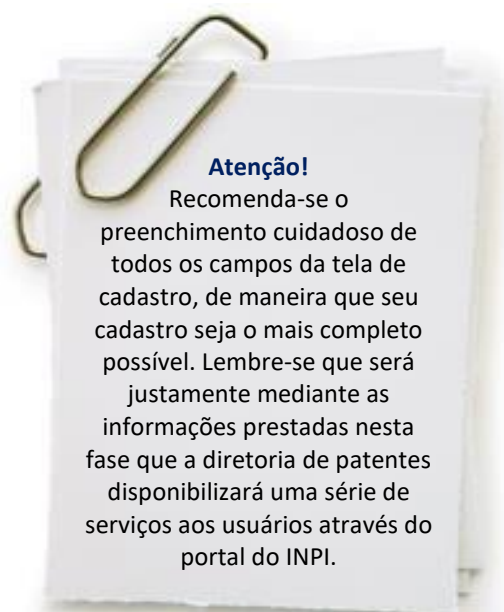 Atenção!
Recomenda-se o
preenchimento cuidadoso de
todos os campos da tela de
cadastro, de maneira que seu
cadastro seja o mais completo
possível. Lembre-se que será
justamente mediante as
informações prestadas nesta
fase que a diretoria de patentes
disponibilizará uma série de
serviços aos usuários através do
portal do INPI.